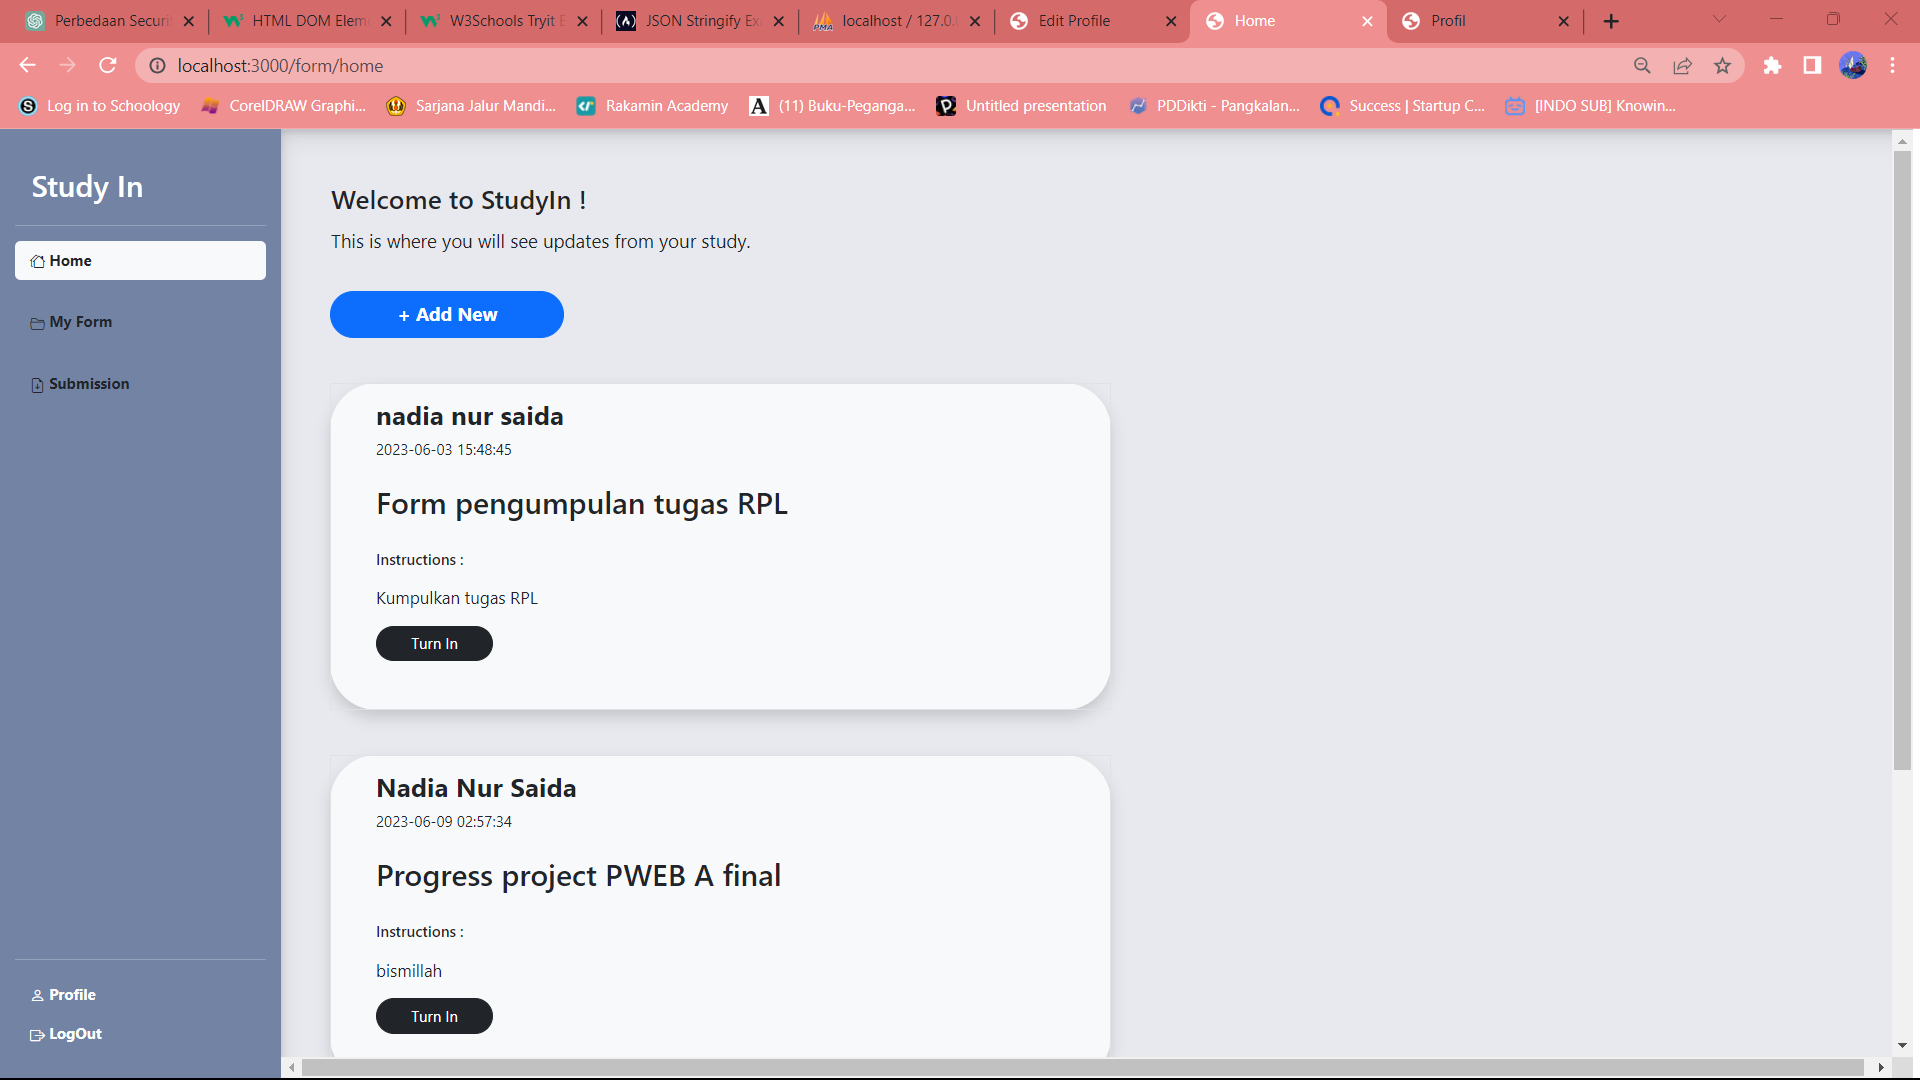 Perbedaan Securi
HTML DOM Elem
W3Schools Tryit E
JSON Stringify Ex
localhost / 127.0.
Edit Profile
Home
Profil
localhost:3000/form/home
Log in to Schoology
CorelDRAW Graphi...
Sarjana Jalur Mandi...
Rakamin Academy
(11) Buku-Peganga...
Untitled presentation
PDDikti - Pangkalan...
Success | Startup C...
[INDO SUB] Knowin...
Study In
Home
My Form
Submission
Profile
LogOut
Welcome to StudyIn !
This is where you will see updates from your study.
+ Add New
nadia nur saida
2023-06-03 15:48:45
Form pengumpulan tugas RPL
Instructions :
Kumpulkan tugas RPL
Turn In
Nadia Nur Saida
2023-06-09 02:57:34
Progress project PWEB A final
Instructions :
bismillah
Turn In